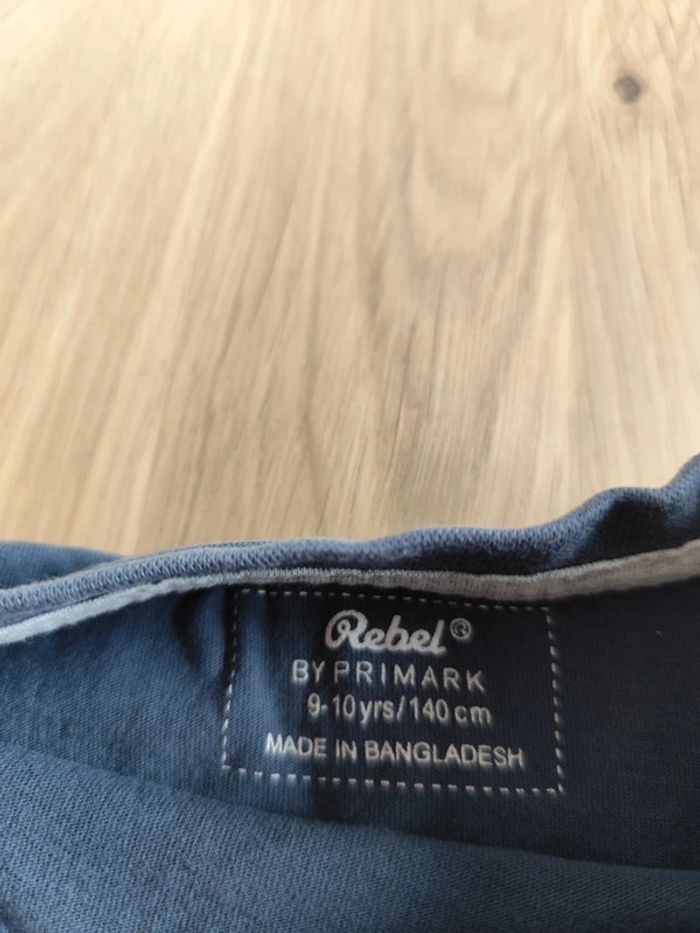 Rebel®
BY PRIMARK
9-10 yrs/140 cm
MADE IN BANGLADESH